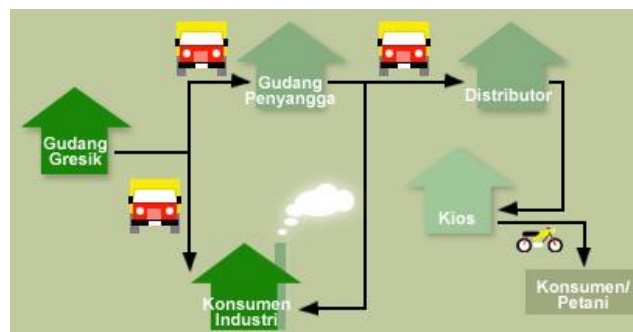 Gudang
Penyangga
Distributor
Gudang
Gresik
Kios
Konsumen
Industri
Konsumen/
Petani